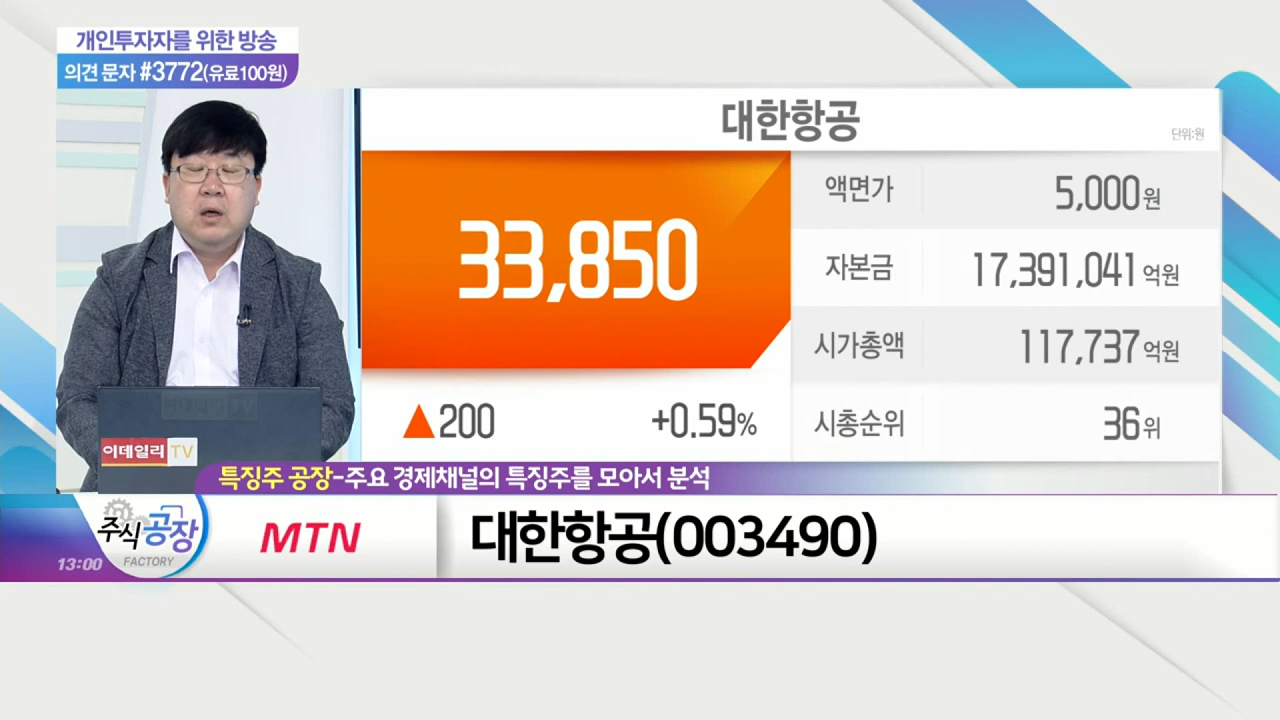 개인투자자를 위한 방송
의견 문자 #3772(유료100원)
대한항공
단위:원
33,850
▲200 +0.59%
액면가 5,000원
자본금 17,391,041억원
시가총액 117,737억원
시총순위 36위
이데일리 TV
특징주 공장-주요 경제채널의 특징주를 모아서 분석
주식공장
FACTORY
13:00
MTN
대한항공(003490)